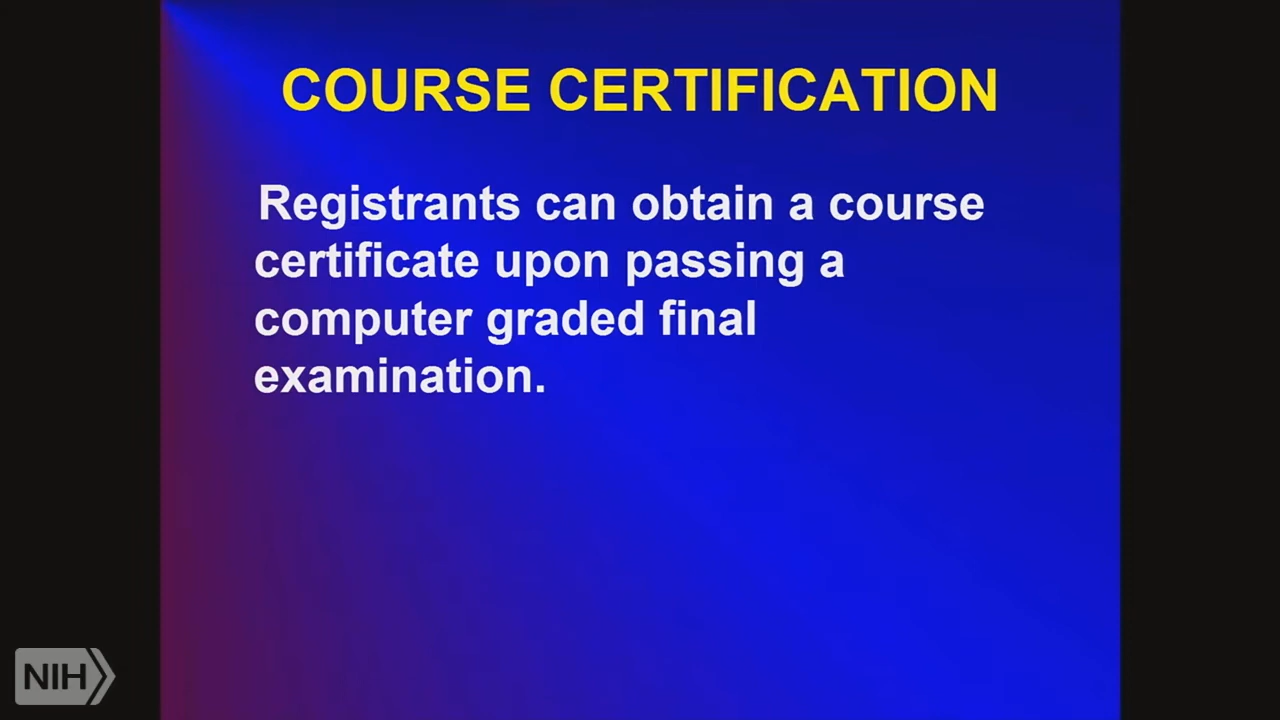 COURSE CERTIFICATION
Registrants can obtain a course
certificate upon passing a
computer graded final
examination.
NIH